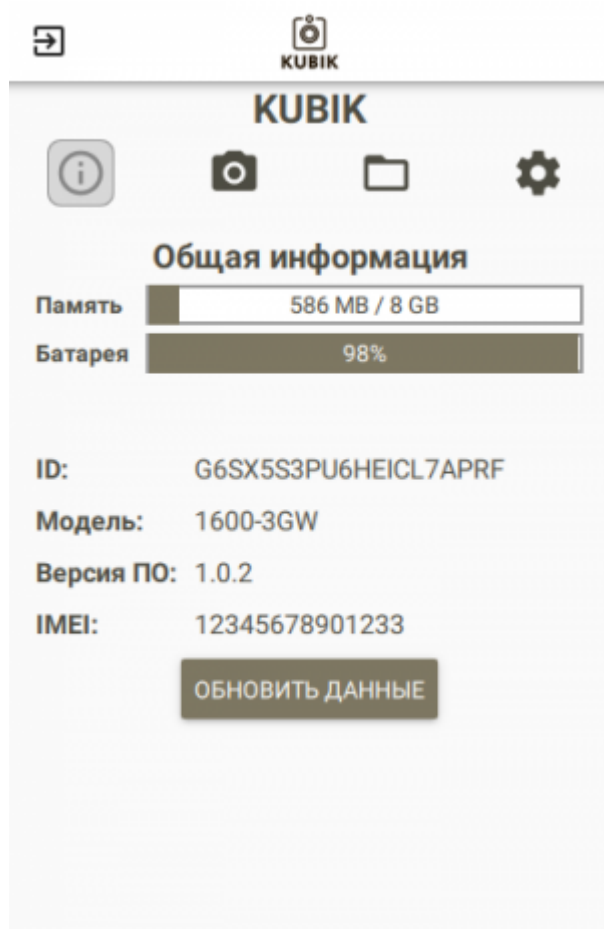 KUBIK
KUBIK
Общая информация
Память 586 MB / 8 GB
Батарея 98%
ID: G6SX5S3PU6HEICL7APRF
Модель: 1600-3GW
Версия ПО: 1.0.2
IMEI: 12345678901233
ОБНОВИТЬ ДАННЫЕ